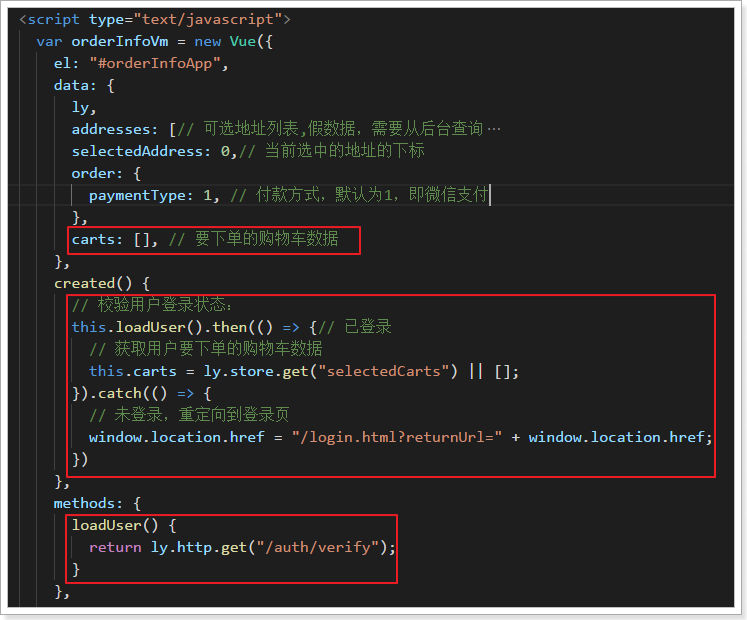 <script type="text/javascript">
var orderInfoVm = new Vue({
el: "#orderInfoApp",
data: {
ly,
addresses: [// 可选地址列表,假数据，需要从后台查询…
selectedAddress: 0,// 当前选中的地址的下标
order: {
paymentType: 1, // 付款方式，默认为1，即微信支付
},
carts: [], // 要下单的购物车数据
},
created() {
// 校验用户登录状态：
this.loadUser().then(() => {// 已登录
// 获取用户要下单的购物车数据
this.carts = ly.store.get("selectedCarts") || [];
}).catch(() => {
// 未登录，重定向到登录页
window.location.href = "/login.html?returnUrl=" + window.location.href;
})
},
methods: {
loadUser() {
return ly.http.get("/auth/verify");
}
},